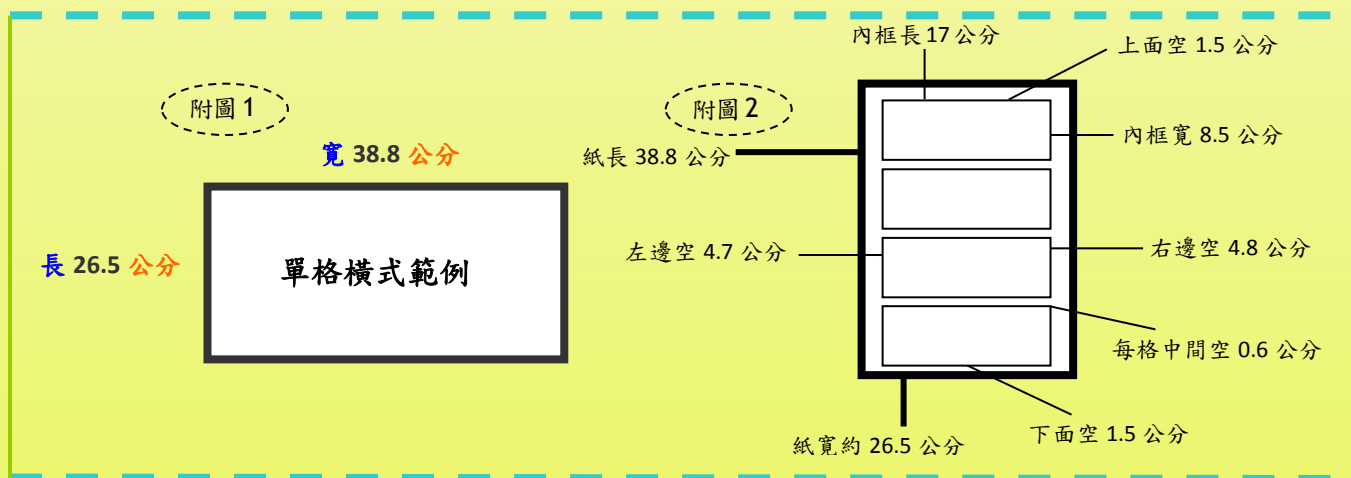 附圖 1
寬 38.8 公分
長 26.5 公分
單格橫式範例
附圖 2
內框長 17 公分
上面空 1.5 公分
內框寬 8.5 公分
紙長 38.8 公分
左邊空 4.7 公分
右邊空 4.8 公分
每格中間空 0.6 公分
下面空 1.5 公分
紙寬約 26.5 公分